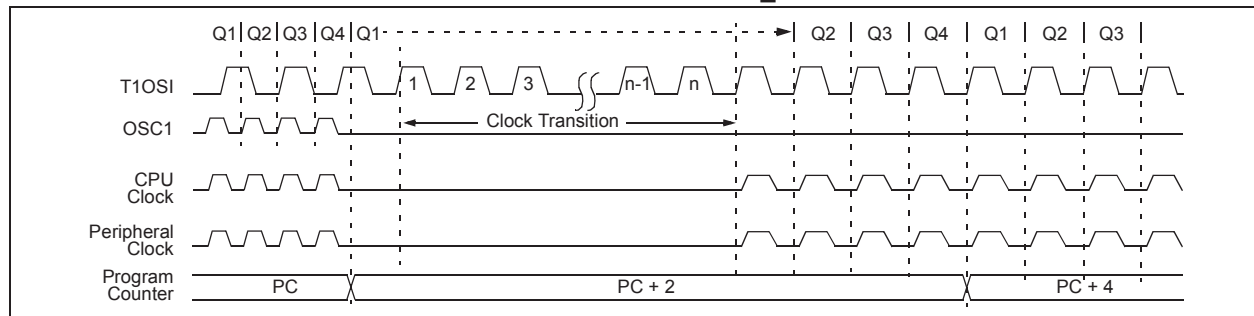 Q1 Q2 Q3 Q4 Q1 Q2 Q3 Q4 Q1 Q2 Q3
T1OSI 1 2 3 n-1 n
OSC1 Clock Transition
CPU
Clock
Peripheral
Clock
Program
Counter
PC PC + 2 PC + 4